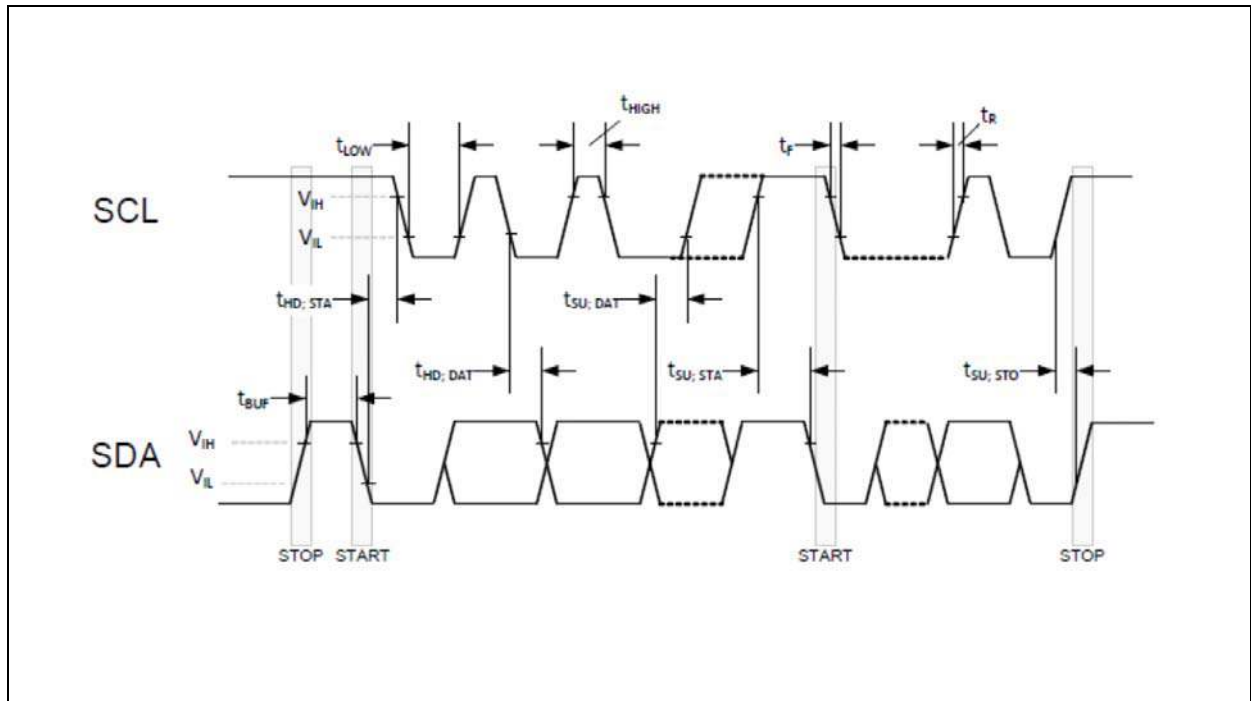 tHIGH
tLOW
tF
tR
SCL
VIH
VIL
tHD; STA
tSU; DAT
tHD; DAT
tSU; STA
tSU; STO
tBUF
SDA
VIH
VIL
STOP START START STOP